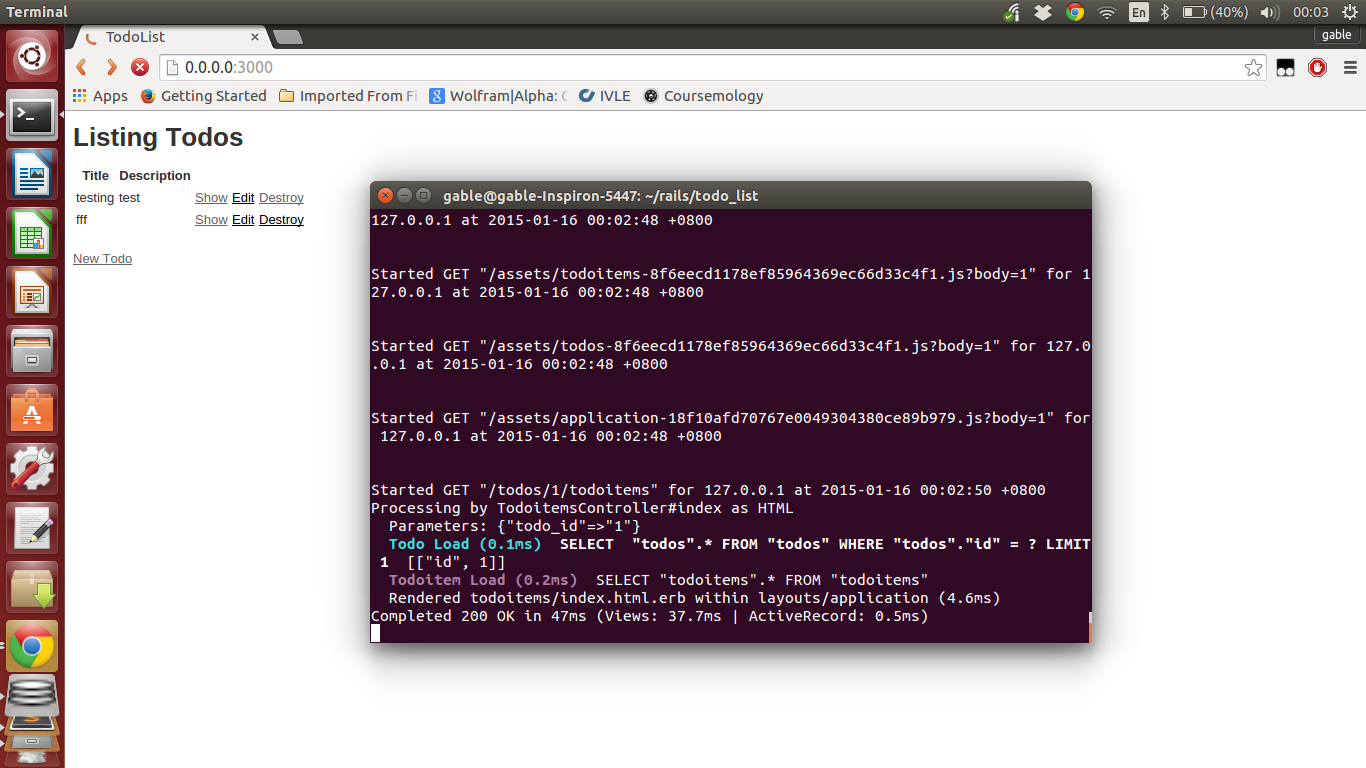 Terminal
En
(40%)
00:03
TodoList
gable
0.0.0.0:3000
Apps
Getting Started
Imported From Fi
Wolfram|Alpha: C
IVLE
Coursemology
Listing Todos
Title Description
testing test Show Edit Destroy
fff Show Edit Destroy
New Todo
gable@gable-Inspiron-5447: ~/rails/todo_list
127.0.0.1 at 2015-01-16 00:02:48 +0800
Started GET "/assets/todoitems-8f6eecd1178ef85964369ec66d33c4f1.js?body=1" for 1
27.0.0.1 at 2015-01-16 00:02:48 +0800
Started GET "/assets/todos-8f6eecd1178ef85964369ec66d33c4f1.js?body=1" for 127.0
.0.1 at 2015-01-16 00:02:48 +0800
Started GET "/assets/application-18f10afd70767e0049304380ce89b979.js?body=1" for
127.0.0.1 at 2015-01-16 00:02:48 +0800
Started GET "/todos/1/todoitems" for 127.0.0.1 at 2015-01-16 00:02:50 +0800
Processing by TodoitemsController#index as HTML
Parameters: {"todo_id"=>"1"}
Todo Load (0.1ms)  SELECT  "todos".* FROM "todos" WHERE "todos"."id" = ? LIMIT
1  [["id", 1]]
Todoitem Load (0.2ms)  SELECT "todoitems".* FROM "todoitems"
Rendered todoitems/index.html.erb within layouts/application (4.6ms)
Completed 200 OK in 47ms (Views: 37.7ms | ActiveRecord: 0.5ms)